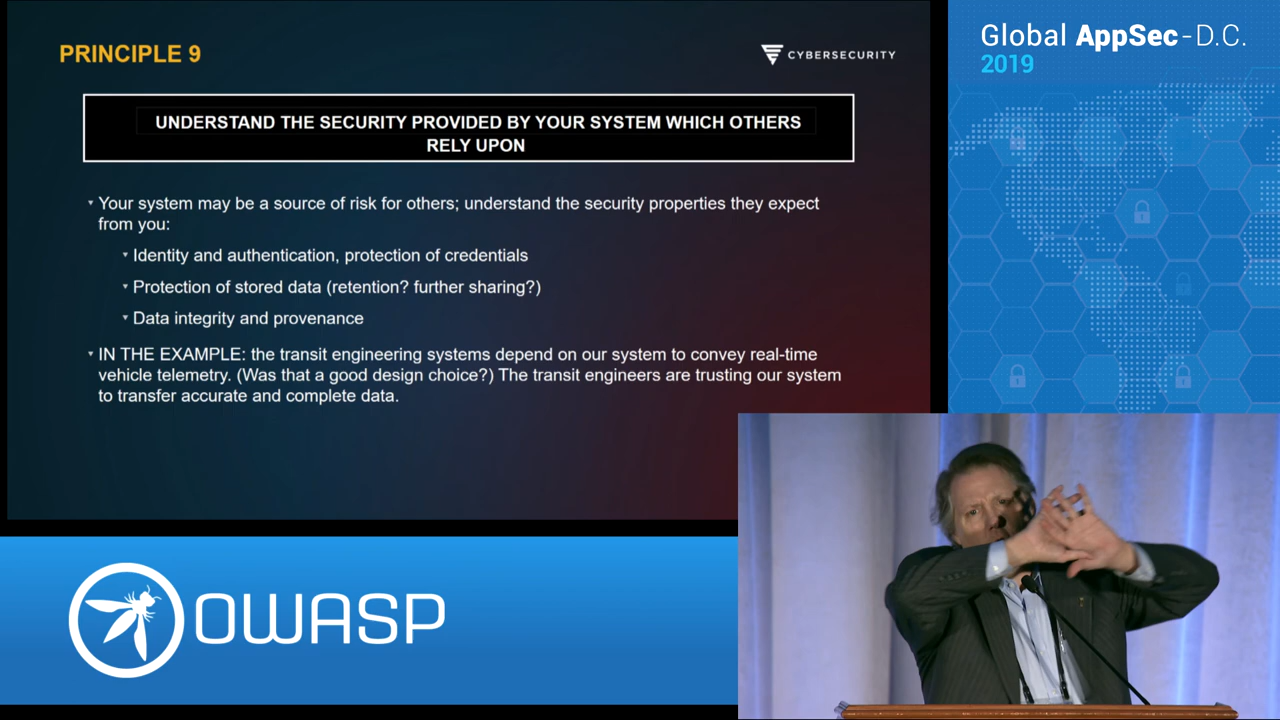 PRINCIPLE 9
CYBERSECURITY
UNDERSTAND THE SECURITY PROVIDED BY YOUR SYSTEM WHICH OTHERS
RELY UPON
Your system may be a source of risk for others; understand the security properties they expect
from you:
Identity and authentication, protection of credentials
Protection of stored data (retention? further sharing?)
Data integrity and provenance
IN THE EXAMPLE: the transit engineering systems depend on our system to convey real-time
vehicle telemetry. (Was that a good design choice?) The transit engineers are trusting our system
to transfer accurate and complete data.
Global AppSec - D.C.
2019
OWASP